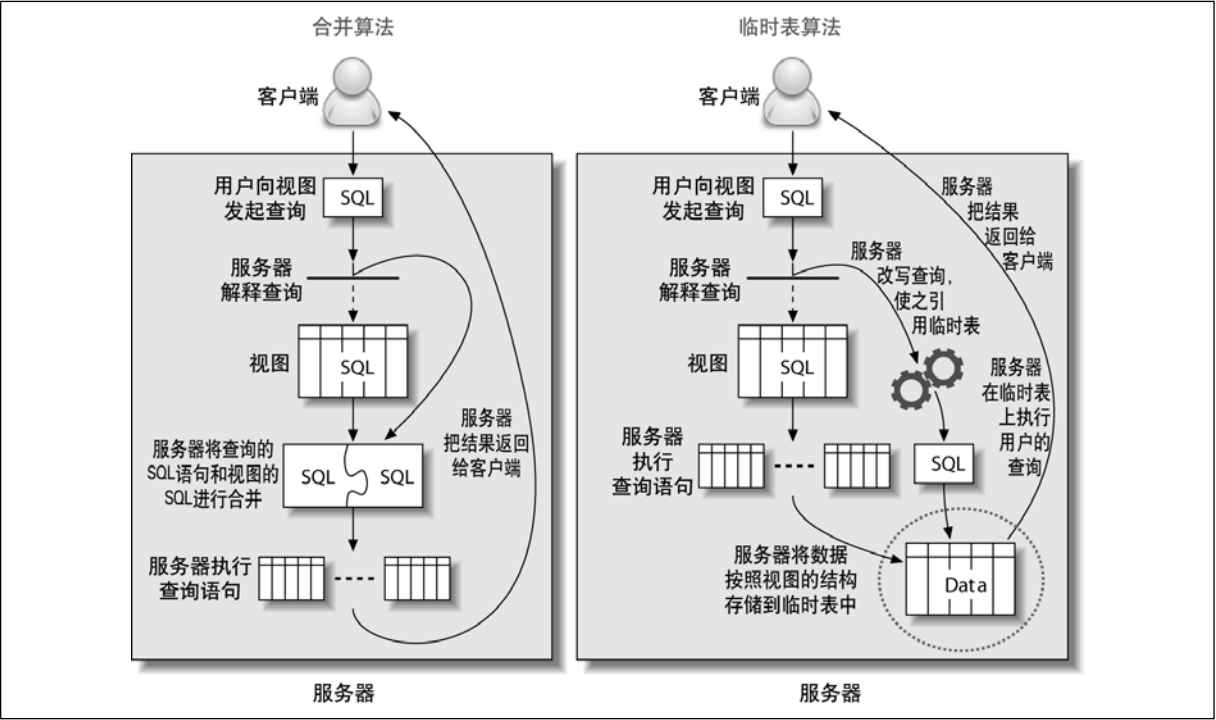 合并算法
客户端
用户向视图
发起查询
SQL
服务器
解释查询
视图
SQL
服务器将查询的
SQL语句和视图的
SQL进行合并
SQL
SQL
服务器
把结果返回
给客户端
服务器执行
查询语句
服务器
临时表算法
客户端
用户向视图
发起查询
SQL
服务器
解释查询
服务器
改写查询，
使之引
用临时表
服务器
把结果
返回给
客户端
视图
SQL
服务器
执行
查询语句
SQL
服务器
在临时表
上执行
用户的
查询
服务器将数据
按照视图的结构
存储到临时表中
Data
服务器